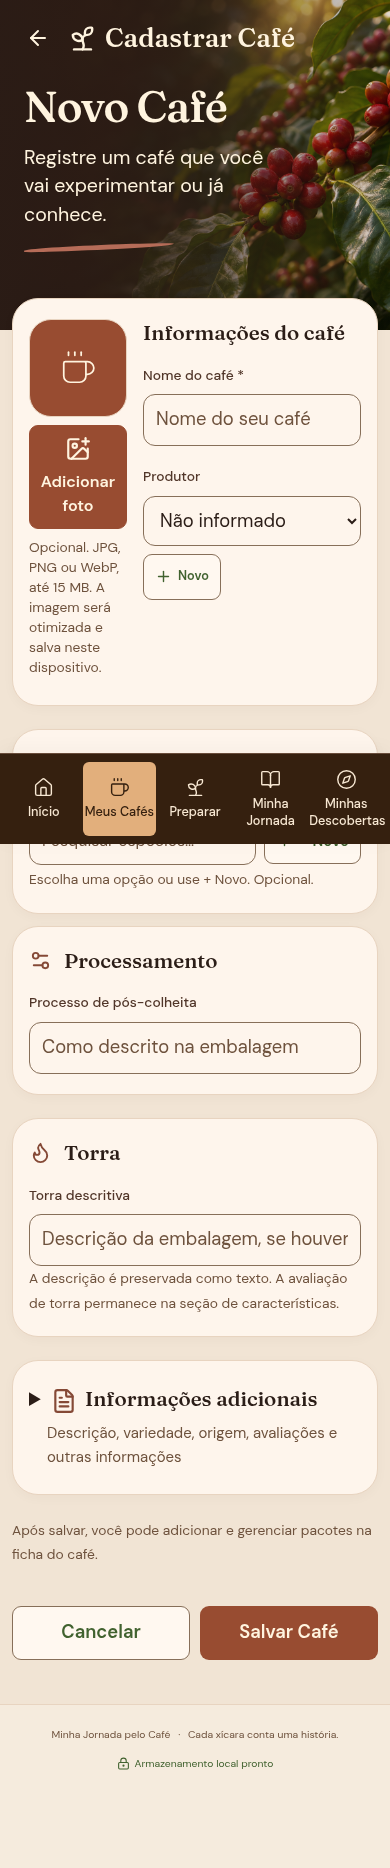 Cadastrar Café
Novo Café
Registre um café que você
vai experimentar ou já
conhece.
Informações do café
Nome do café *
Nome do seu café
Adicionar
foto
Opcional. JPG,
PNG ou WebP,
até 15 MB. A
imagem será
otimizada e
salva neste
dispositivo.
Produtor
Não informado
+ Novo
Início
Meus Cafés
Preparar
Minha
Jornada
Minhas
Descobertas
Escolha uma opção ou use + Novo. Opcional.
Processamento
Processo de pós-colheita
Como descrito na embalagem
Torra
Torra descritiva
Descrição da embalagem, se houver
A descrição é preservada como texto. A avaliação
de torra permanece na seção de características.
Informações adicionais
Descrição, variedade, origem, avaliações e
outras informações
Após salvar, você pode adicionar e gerenciar pacotes na
ficha do café.
Cancelar
Salvar Café
Minha Jornada pelo Café · Cada xícara conta uma história.
Armazenamento local pronto